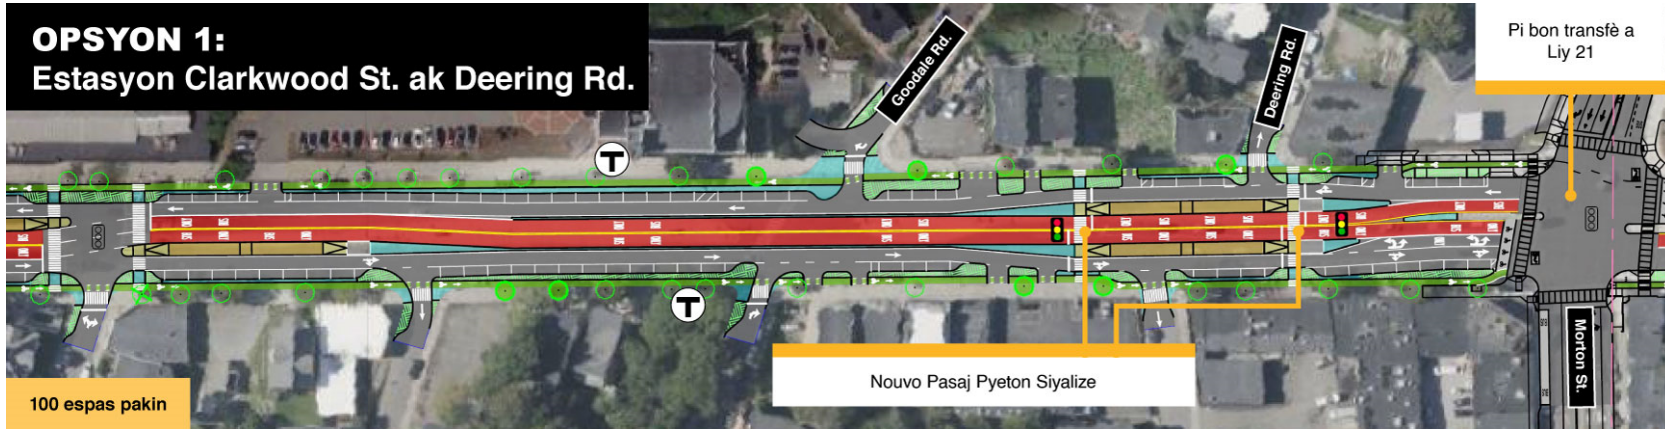 OPSYON 1:
Estasyon Clarkwood St. ak Deering Rd.
Goodale Rd.
Deering Rd.
Pi bon transfè a
Liy 21
T
T
Nouvo Pasaj Pyeton Siyalize
Morton St.
100 espas pakin